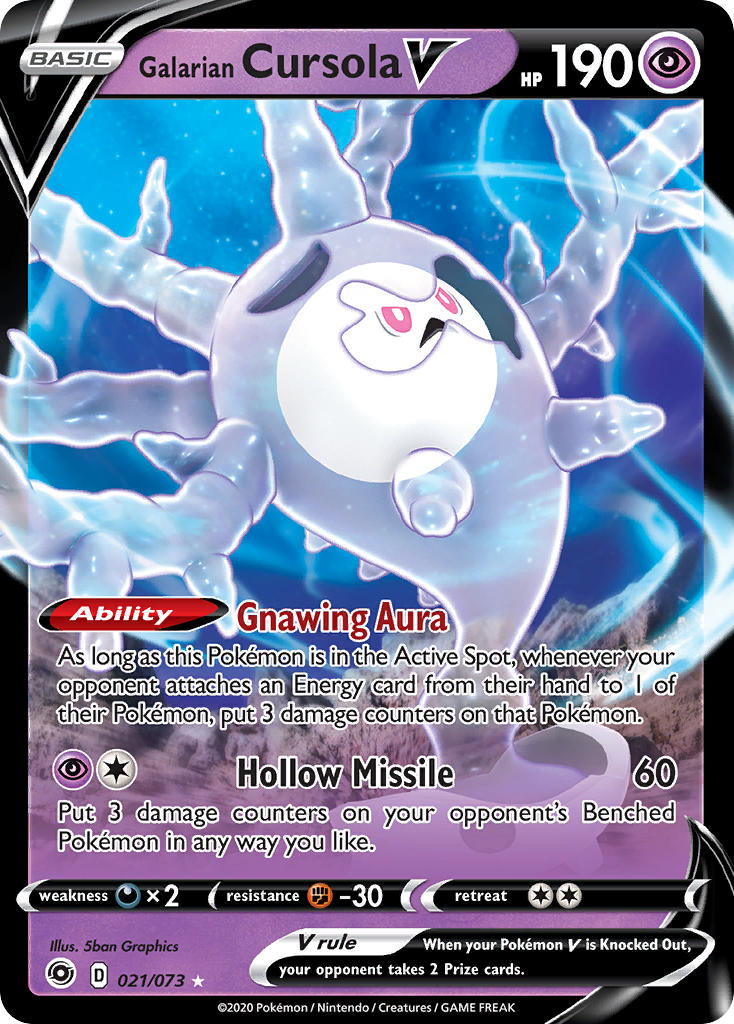 BASIC
Galarian Cursola V HP 190
Ability Gnawing Aura
As long as this Pokémon is in the Active Spot, whenever your
opponent attaches an Energy card from their hand to 1 of
their Pokémon, put 3 damage counters on that Pokémon.
Hollow Missile 60
Put 3 damage counters on your opponent's Benched
Pokémon in any way you like.
weakness ×2 resistance -30 retreat
Illus. 5ban Graphics
V rule When your Pokémon V is Knocked Out,
your opponent takes 2 Prize cards.
D 021/073 ★
©2020 Pokémon / Nintendo / Creatures / GAME FREAK